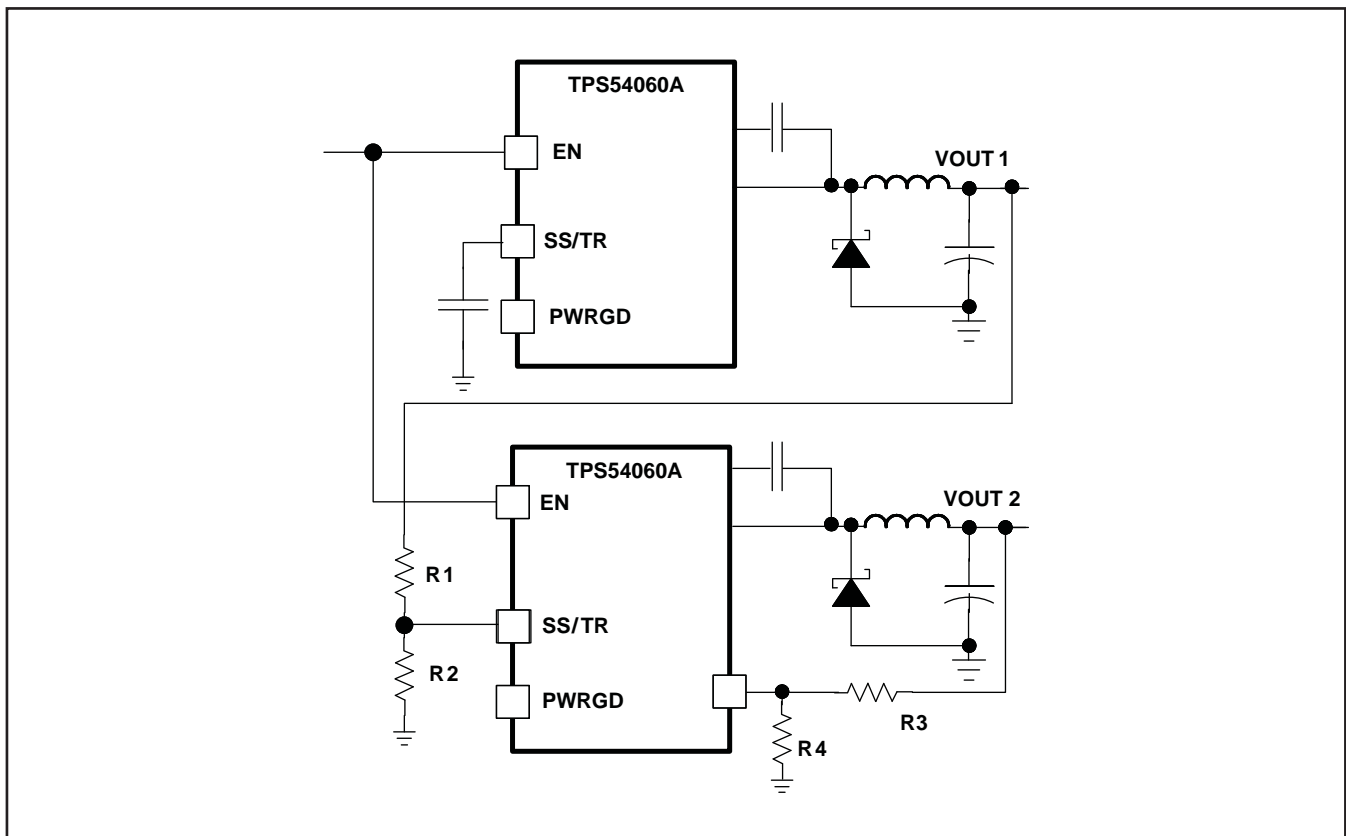 TPS54060A
EN
VOUT 1
SS/TR
PWRGD
TPS54060A
EN
VOUT 2
R1
SS/TR
R2
PWRGD
R3
R4